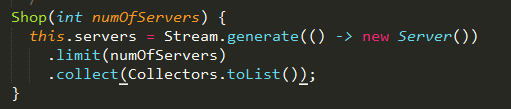 Shop(int numOfServers) {
this.servers = Stream.generate(() -> new Server())
.limit(numOfServers)
.collect(Collectors.toList());
}